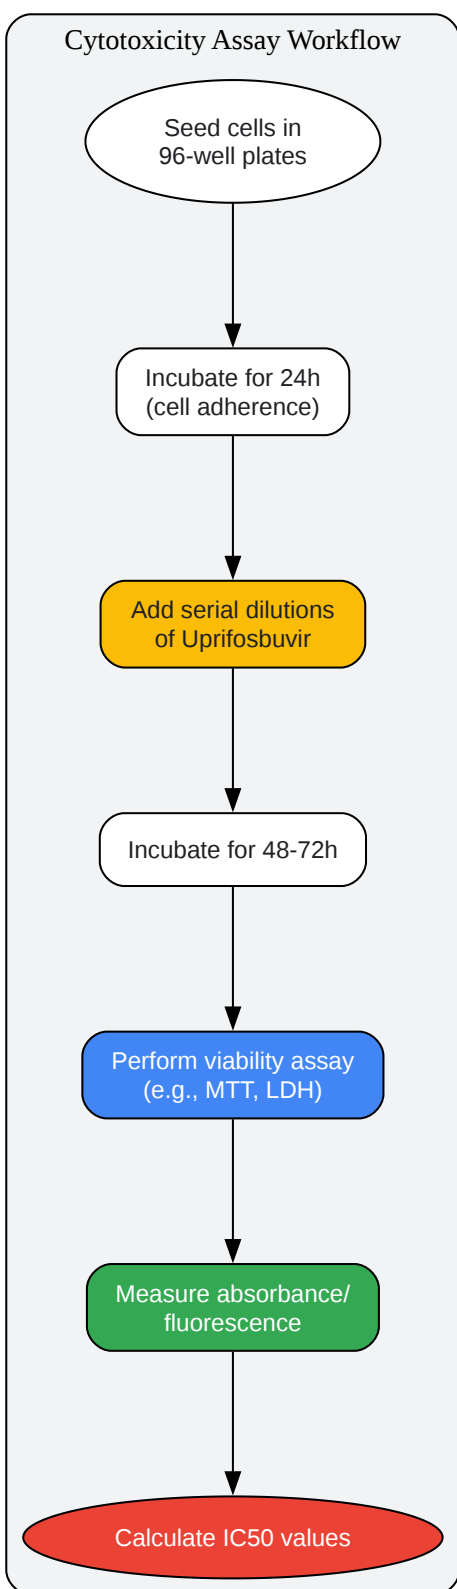 Cytotoxicity Assay Workflow
Seed cells in
96-well plates
Incubate for 24h
(cell adherence)
Add serial dilutions
of Uprifosbuvir
Incubate for 48-72h
Perform viability assay
(e.g., MTT, LDH)
Measure absorbance/
fluorescence
Calculate IC50 values